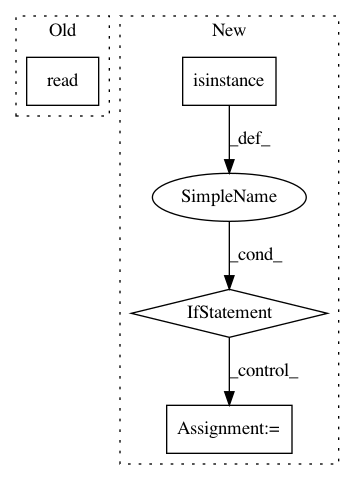 Old
New
read
isinstance
_def_
SimpleName
_cond_
IfStatement
_control_
Assignment:=